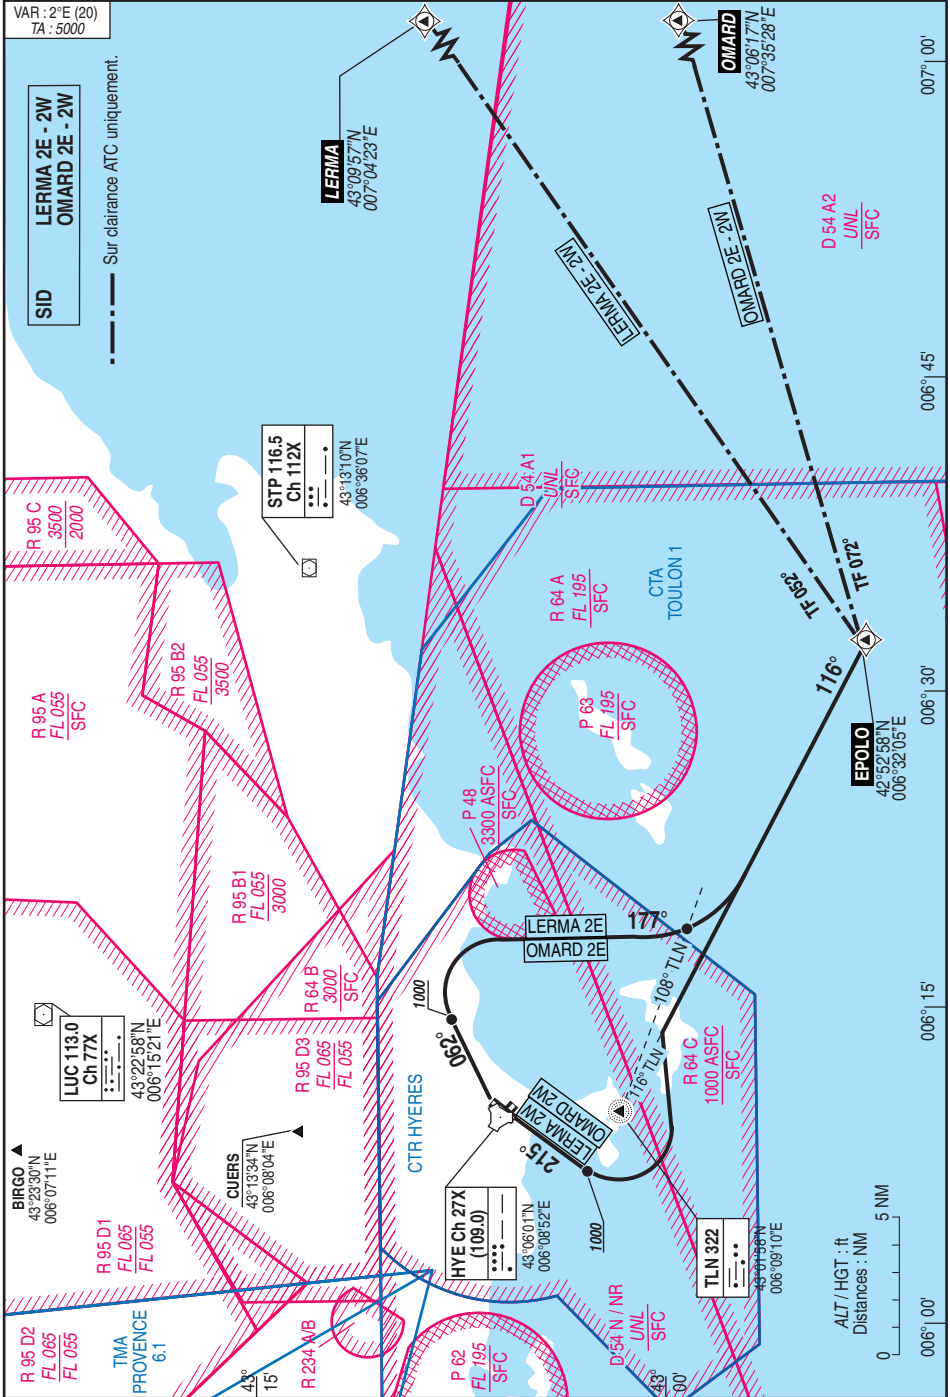 VAR : 2°E (20)
TA : 5000
SID
LERMA 2E - 2W
OMARD 2E - 2W
Sur clairance ATC uniquement.
LERMA
43°09'57"N
007°04'23"E
OMARD
43°06'17"N
007°35'28"E
007° 00'
D 54 A2
UNL
SFC
LERMA 2E - 2W
OMARD 2E - 2W
006° 45'
STP 116.5
Ch 112X
43°13'10"N
006°36'07"E
R 95 C
3500
2000
D 54 A1
UNL
SFC
R 95 A
FL 055
SFC
R 95 B2
FL 055
3500
R 64 A
FL 195
SFC
CTA
TOULON 1
TF 052°
TF 072°
116°
EPOLO
42°52'58"N
006°32'05"E
006° 30'
P 63
FL 195
SFC
P 48
3300 ASFC
SFC
R 95 B1
FL 055
3000
R 64 B
3000
SFC
LERMA 2E
OMARD 2E
177°
108° TLN
1000
062°
006° 15'
LUC 113.0
Ch 77X
43°22'58"N
006°15'21"E
R 95 D3
FL 065
FL 055
R 64 C
1000 ASFC
SFC
116° TLN
CTR HYERES
LERMA 2W
OMARD 2W
215°
1000
BIRGO
43°23'30"N
006°07'11"E
CUERS
43°13'34"N
006°08'04"E
HYE Ch 27X
(109.0)
43°06'01"N
006°08'52"E
TLN 322
43°01'58"N
006°09'10"E
R 95 D1
FL 065
FL 055
R 95 D2
FL 065
FL 055
TMA
PROVENCE
6.1
R 234 A/B
P 62
FL 195
SFC
D 54 N / NR
UNL
SFC
43°
15'
43°
00'
006° 00'
ALT / HGT : ft
Distances : NM
0
5 NM